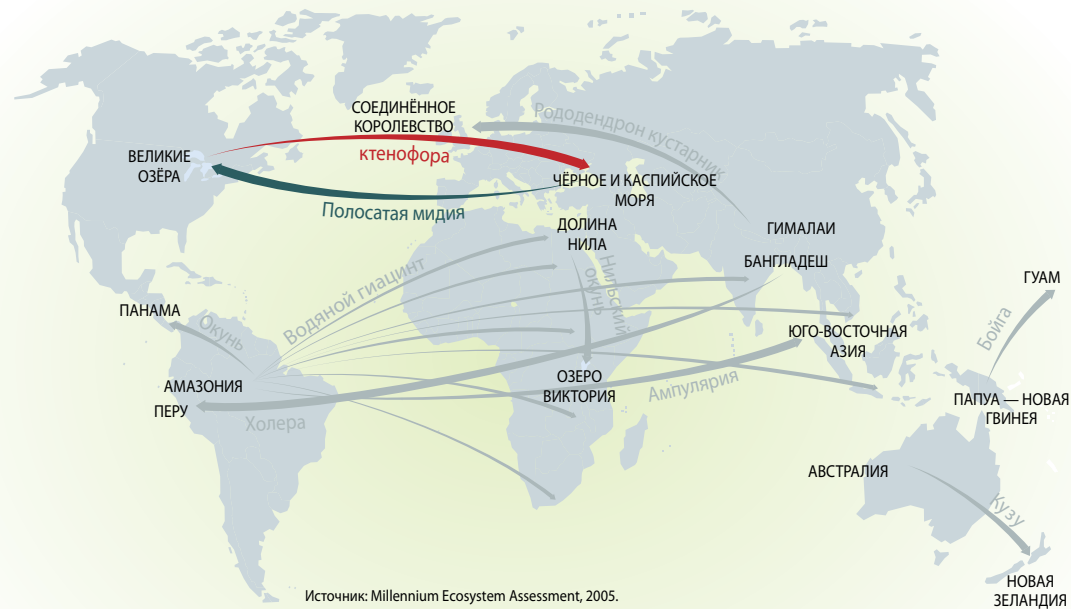 СОЕДИНЁННОЕ
КОРОЛЕВСТВО
Рододендрон кустарник
ктенофора
ВЕЛИКИЕ
ОЗЁРА
ЧЁРНОЕ И КАСПИЙСКОЕ
МОРЯ
Полосатая мидия
ДОЛИНА
НИЛА
ГИМАЛАИ
БАНГЛАДЕШ
Водяной гиацинт
Нильский
окунь
ГУАМ
ПАНАМА
Окунь
Бойга
ЮГО-ВОСТОЧНАЯ
АЗИЯ
АМАЗОНИЯ
ОЗЕРО
ВИКТОРИЯ
Ампулярия
ПЕРУ
Холера
ПАПУА — НОВАЯ
ГВИНЕЯ
АВСТРАЛИЯ
Кузу
НОВАЯ
ЗЕЛАНДИЯ
Источник: Millennium Ecosystem Assessment, 2005.